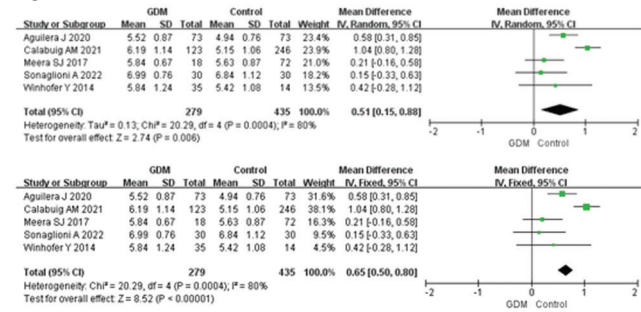 GDM Control Mean Difference Mean Difference
Study or Subgroup Mean SD Total Mean SD Total Weight IV, Random, 95% CI IV, Random, 95% CI
Aguilera J 2020 5.52 0.87 73 4.94 0.76 73 23.4% 0.58 [0.31, 0.85]
Calabuig AM 2021 6.19 1.14 123 5.15 1.06 246 23.9% 1.04 [0.80, 1.28]
Meera SJ 2017 5.84 0.67 18 5.63 0.87 72 21.4% 0.21 [-0.16, 0.58]
Sonaglioni A 2022 6.99 0.76 30 6.84 1.12 30 18.2% 0.15 [-0.33, 0.63]
Winhofer Y 2014 5.84 1.24 35 5.42 1.08 14 13.1% 0.42 [-0.28, 1.12]
Total (95% CI) 279 435 100.0% 0.51 [0.15, 0.88]
Heterogeneity: Tau² = 0.13; Chi² = 20.29, df = 4 (P = 0.0004); I² = 80%
Test for overall effect: Z = 2.74 (P = 0.006)
-2 -1 0 1 2
GDM Control
GDM Control Mean Difference Mean Difference
Study or Subgroup Mean SD Total Mean SD Total Weight IV, Fixed, 95% CI IV, Fixed, 95% CI
Aguilera J 2020 5.52 0.87 73 4.94 0.76 73 31.6% 0.58 [0.31, 0.85]
Calabuig AM 2021 6.19 1.14 123 5.15 1.06 246 38.1% 1.04 [0.80, 1.28]
Meera SJ 2017 5.84 0.67 18 5.63 0.87 72 16.3% 0.21 [-0.16, 0.58]
Sonaglioni A 2022 6.99 0.76 30 6.84 1.12 30 9.5% 0.15 [-0.33, 0.63]
Winhofer Y 2014 5.84 1.24 35 5.42 1.08 14 4.5% 0.42 [-0.28, 1.12]
Total (95% CI) 279 435 100.0% 0.65 [0.50, 0.80]
Heterogeneity: Chi² = 20.29, df = 4 (P = 0.0004); I² = 80%
Test for overall effect: Z = 8.52 (P < 0.00001)
-2 -1 0 1 2
GDM Control